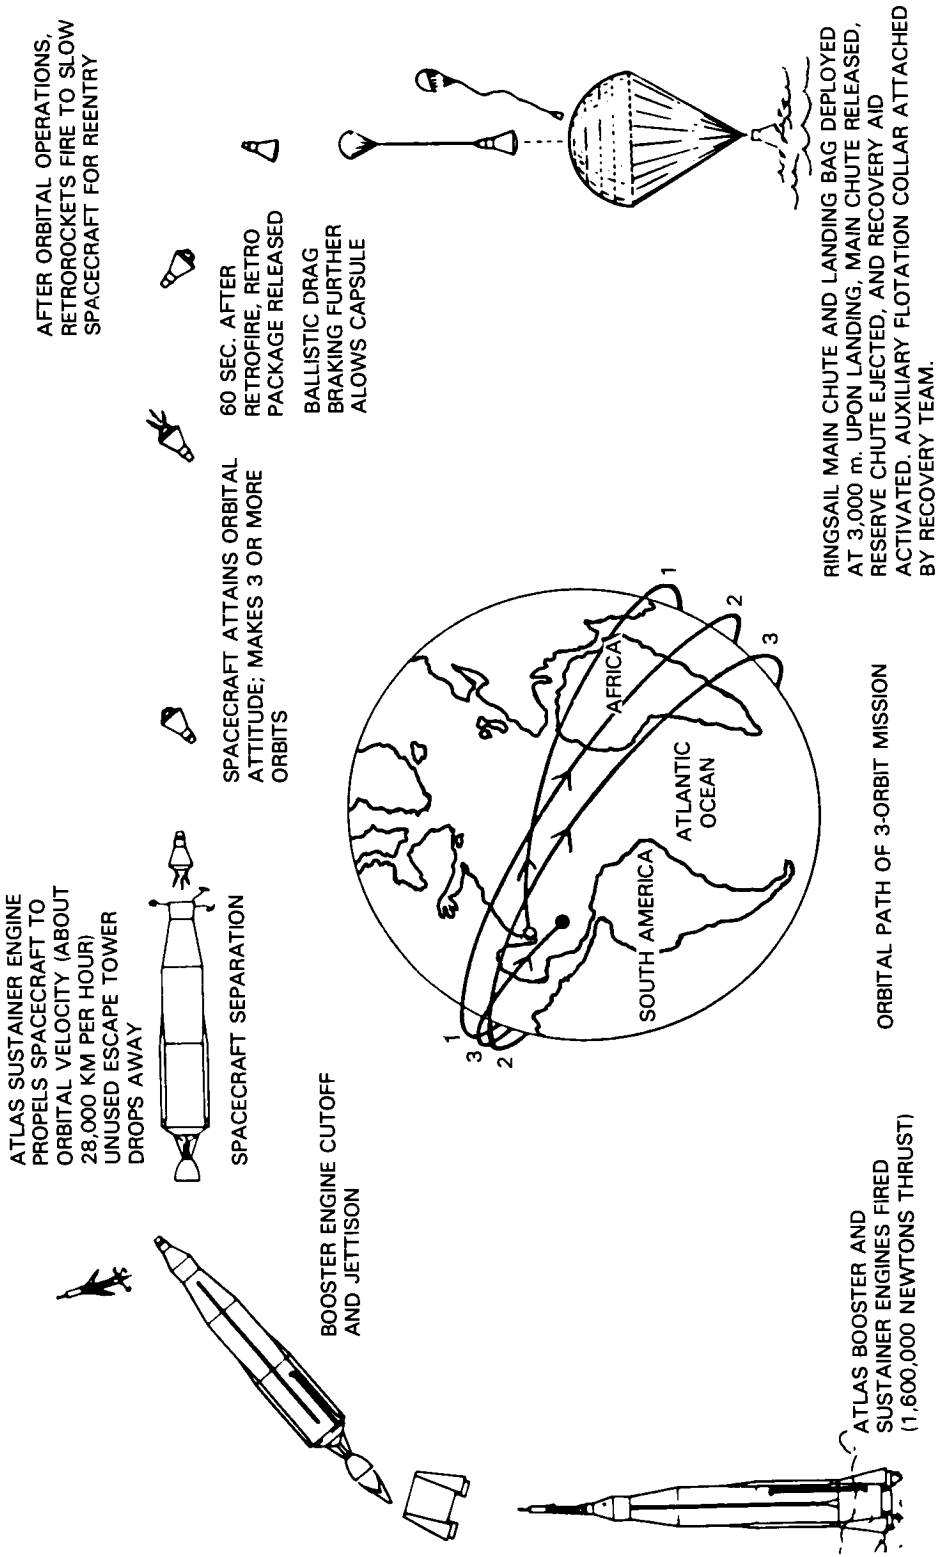 ATLAS BOOSTER AND
SUSTAINER ENGINES FIRED
(1,600,000 NEWTONS THRUST)
BOOSTER ENGINE CUTOFF
AND JETTISON
ATLAS SUSTAINER ENGINE
PROPELS SPACECRAFT TO
ORBITAL VELOCITY (ABOUT
28,000 KM PER HOUR)
UNUSED ESCAPE TOWER
DROPS AWAY
SPACECRAFT SEPARATION
SPACECRAFT ATTAINS ORBITAL
ATTITUDE; MAKES 3 OR MORE
ORBITS
AFTER ORBITAL OPERATIONS,
RETROROCKETS FIRE TO SLOW
SPACECRAFT FOR REENTRY
60 SEC. AFTER
RETROFIRE, RETRO
PACKAGE RELEASED
BALLISTIC DRAG
BRAKING FURTHER
ALOWS CAPSULE
RINGSAIL MAIN CHUTE AND LANDING BAG DEPLOYED
AT 3,000 m. UPON LANDING, MAIN CHUTE RELEASED,
RESERVE CHUTE EJECTED, AND RECOVERY AID
ACTIVATED. AUXILIARY FLOTATION COLLAR ATTACHED
BY RECOVERY TEAM.
1
3
2
SOUTH AMERICA
ATLANTIC
OCEAN
AFRICA
1
2
3
ORBITAL PATH OF 3-ORBIT MISSION